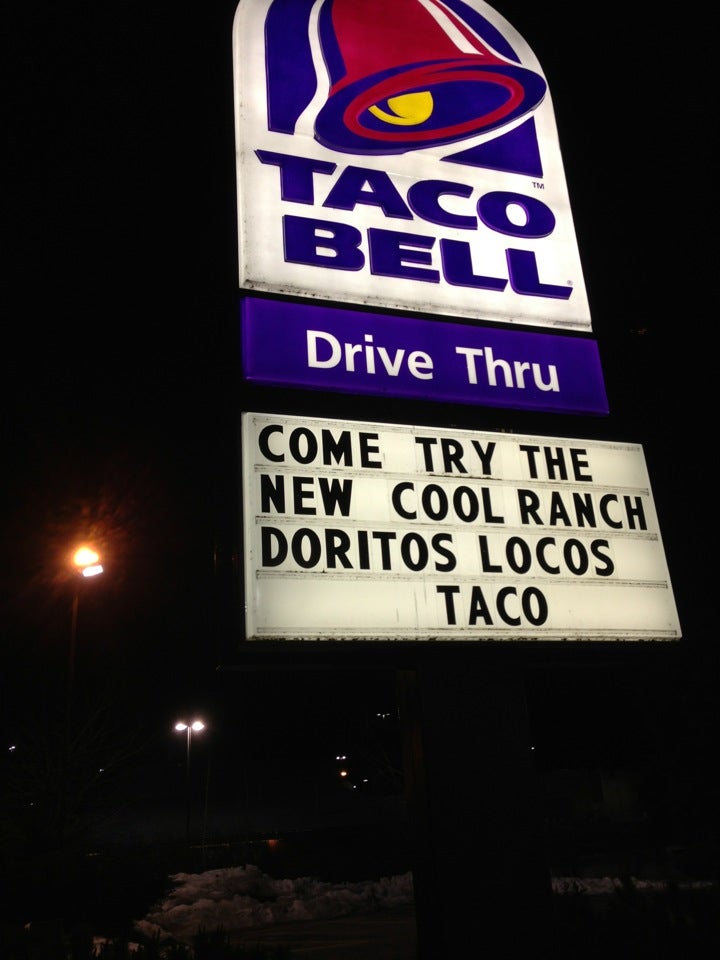 TACO
BELL
Drive Thru
COME TRY THE
NEW COOL RANCH
DORITOS LOCOS
TACO